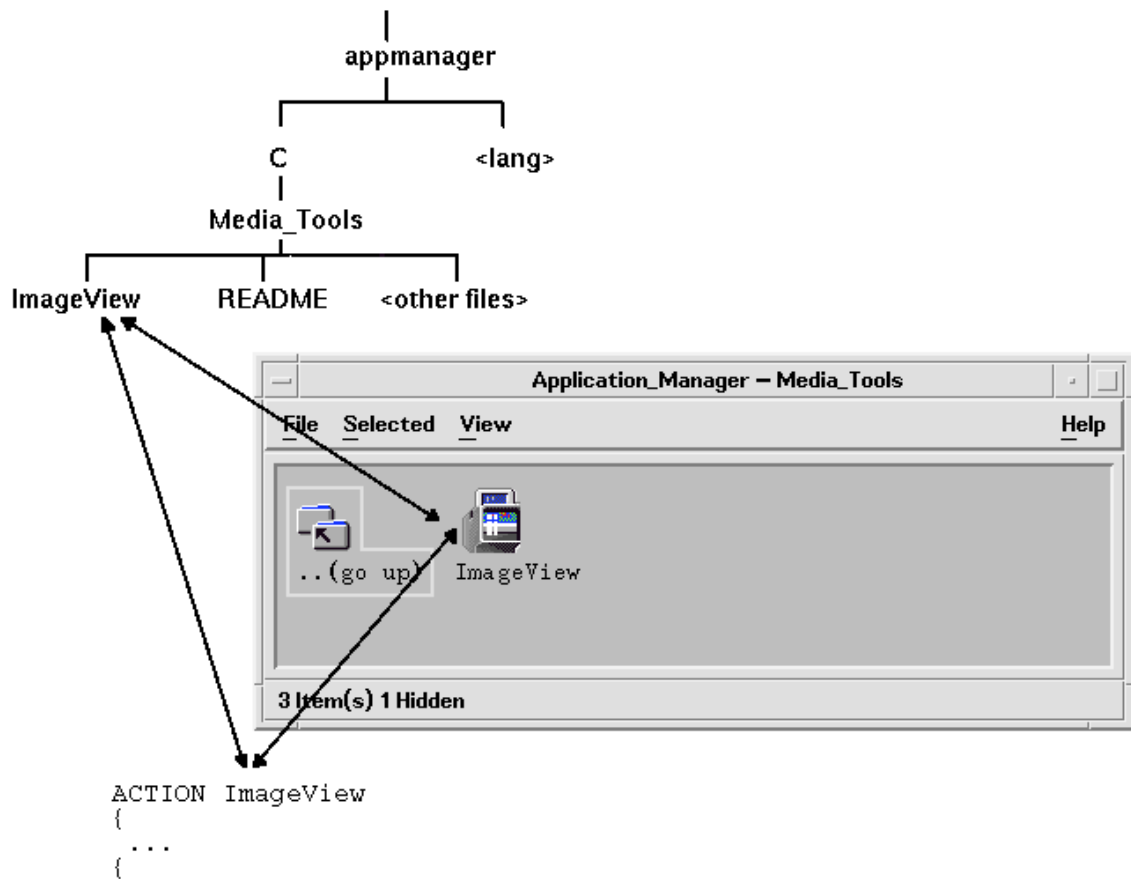 appmanager
C <lang>
Media_Tools
ImageView README <other files>
Application_Manager – Media_Tools
File Selected View Help
..(go up) ImageView
3 Item(s) 1 Hidden
ACTION ImageView
{
...
{